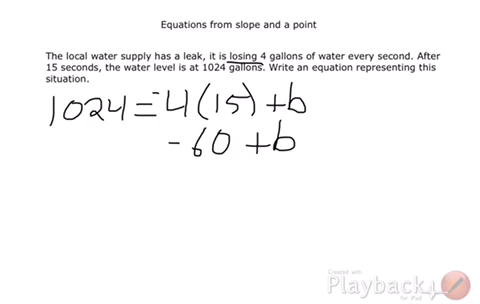 Equations from slope and a point
The local water supply has a leak, it is losing 4 gallons of water every second. After
15 seconds, the water level is at 1024 gallons. Write an equation representing this
situation.
1024 = -4(15) + b
-60 + b
Created with
Playback
for iPad